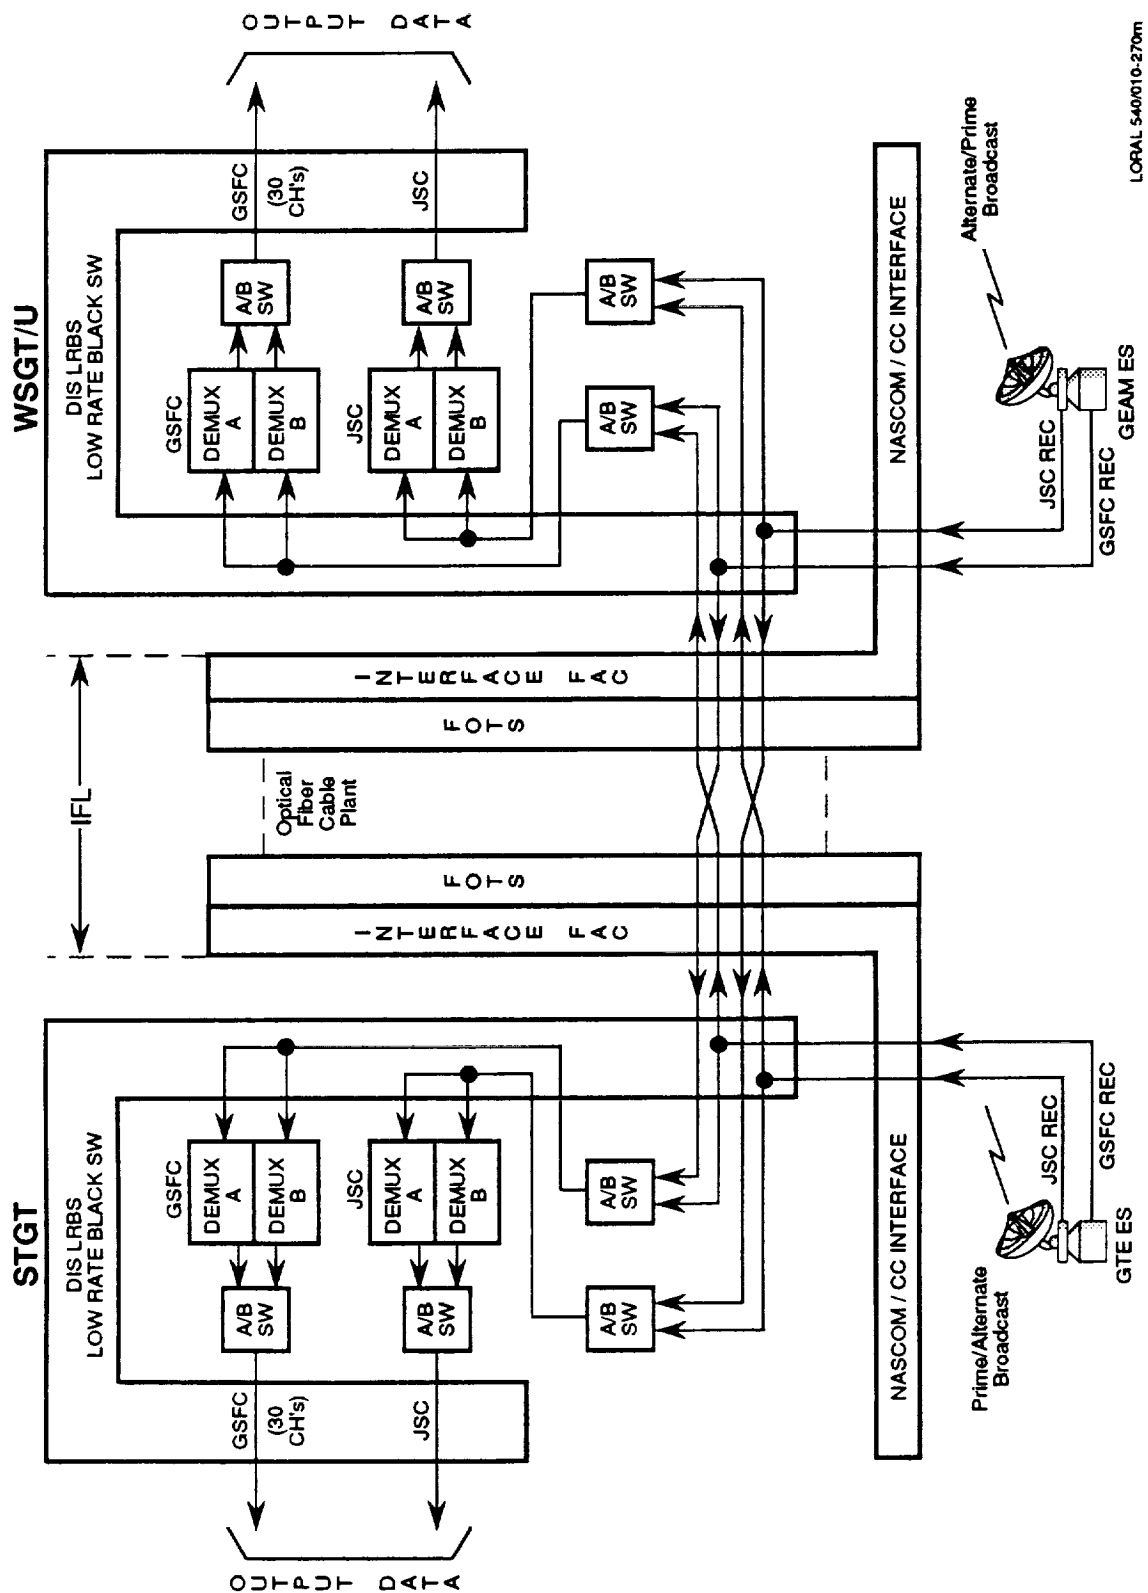 STGT
WSGT/U
IFL
DIS LRBS
LOW RATE BLACK SW
DIS LRBS
LOW RATE BLACK SW
OUTPUT DATA
GSFC
(30
CH's)
JSC
A/B
SW
A/B
SW
GSFC
DEMUX
A
DEMUX
B
JSC
DEMUX
A
DEMUX
B
A/B
SW
A/B
SW
INTERFACE FAC
FOTS
Optical
Fiber
Cable
Plant
FOTS
INTERFACE FAC
GSFC
DEMUX
A
DEMUX
B
JSC
DEMUX
A
DEMUX
B
A/B
SW
A/B
SW
A/B
SW
A/B
SW
GSFC
(30
CH's)
JSC
OUTPUT DATA
NASCOM / CC INTERFACE
NASCOM / CC INTERFACE
Prime/Alternate
Broadcast
JSC REC
GSFC REC
GTE ES
JSC REC
GSFC REC
GEAM ES
Alternate/Prime
Broadcast
LORAL 540/010-270m